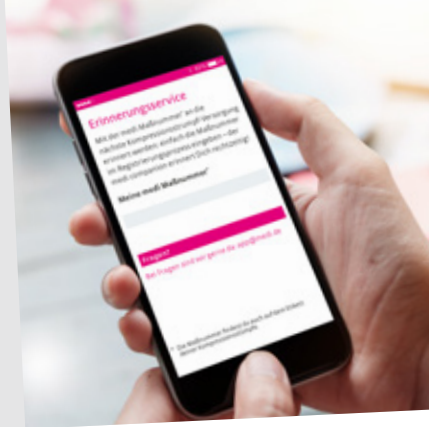 Erinnerungsservice
Mit der medi Maßnummer* an die
nächste Kompressionsstrumpf-Versorgung
erinnert werden: einfach die Maßnummer
im Registrierungsprozess eingeben – der
medi companion erinnert Dich rechtzeitig!
Meine medi Maßnummer*
Fragen?
Bei Fragen sind wir gerne da: app@medi.de
* Die Maßnummer findest du auch auf dem Etikett
deiner Kompressionsstrümpfe.